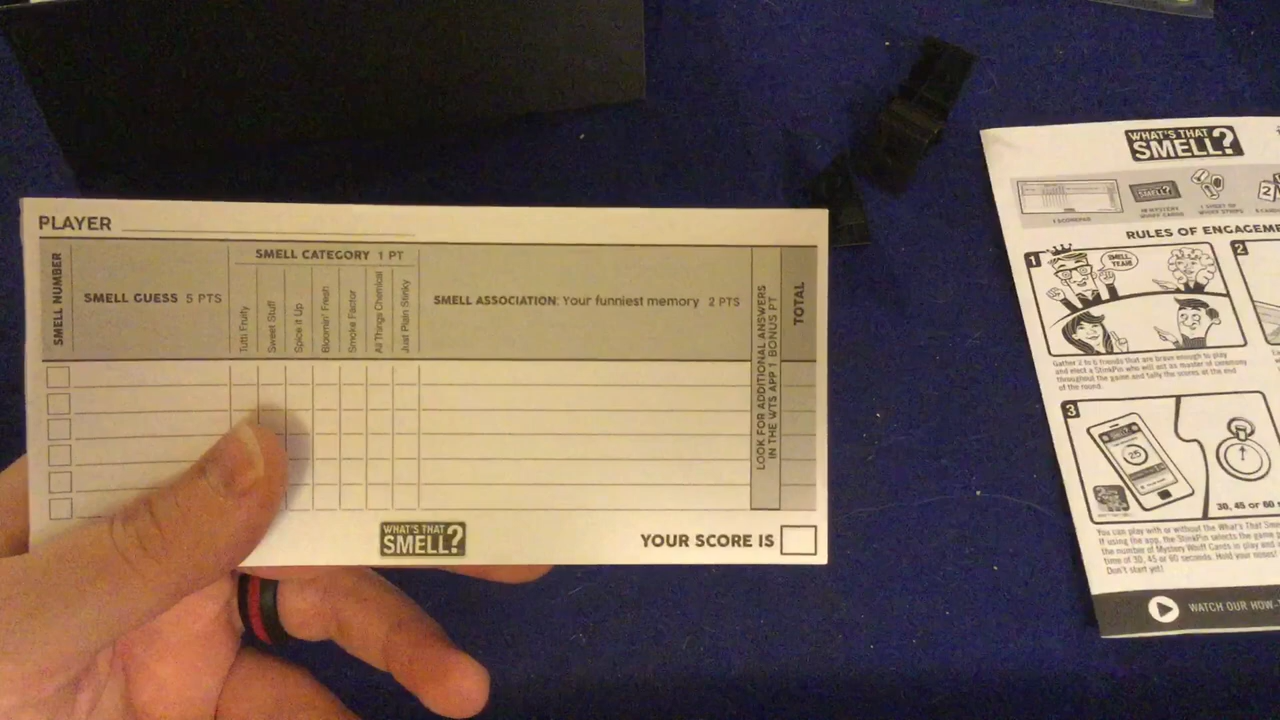 PLAYER
SMELL NUMBER
SMELL GUESS 5 PTS
SMELL CATEGORY 1 PT
Tutti Fruity
Sweet Stuff
Spice it Up
Bloomin' Fresh
Smoke Factor
All Things Chemical
Just Plain Stinky
SMELL ASSOCIATION: Your funniest memory 2 PTS
LOOK FOR ADDITIONAL ANSWERS
IN THE WTS APP 1 BONUS PT
TOTAL
WHAT'S THAT
SMELL?
YOUR SCORE IS
WHAT'S THAT
SMELL?
1 SCOREPAD
WHIFF CARDS
1 SHEET OF
WHIFF STRIPS
RULES OF ENGAGEME
1
SMELL
YEAH!
2
Gather 2 to 6 friends that are brave enough to play
and elect a StinkPin who will act as master of ceremony
throughout the game and tally the scores at the end
of the round.
3
25
30, 45 or 60
You can play with or without the What's That Sme
If using the app, the StinkPin selects the game
the number of Mystery Whiff Cards in play and
time of 30, 45 or 60 seconds. Hold your noses!
Don't start yet!
WATCH OUR HOW-